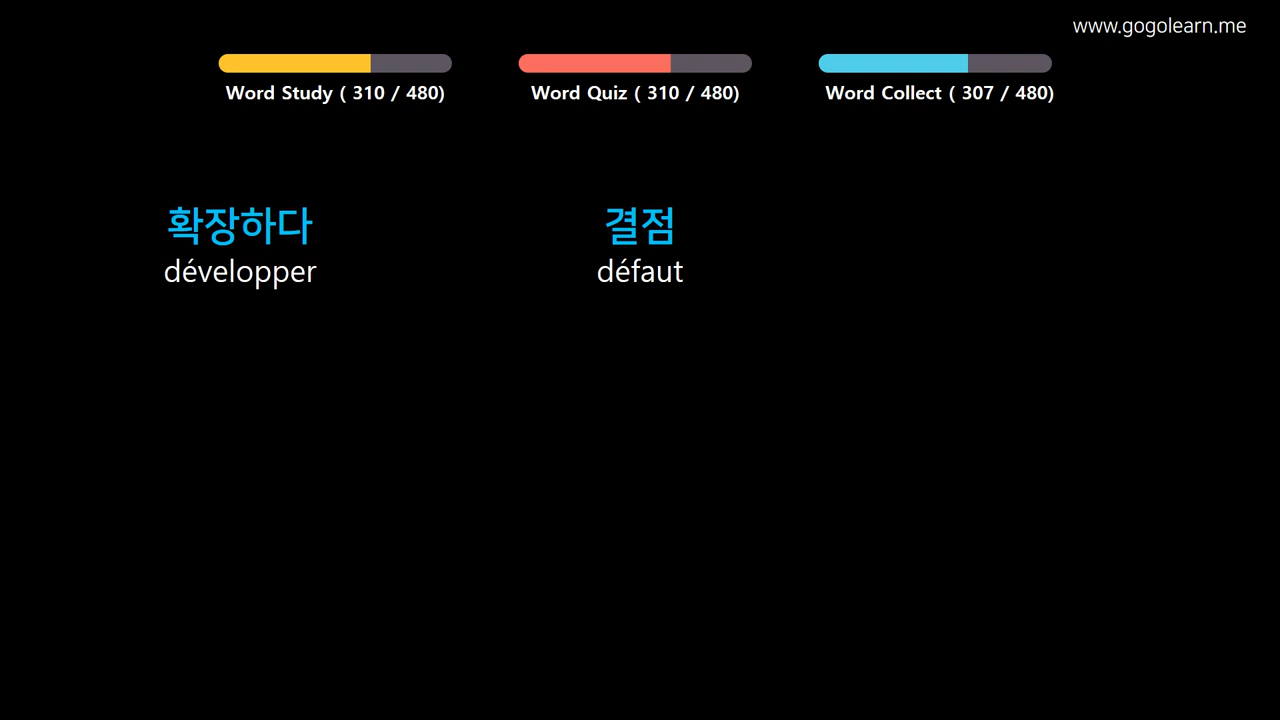 www.gogolearn.me
Word Study ( 310 / 480)
Word Quiz ( 310 / 480)
Word Collect ( 307 / 480)
확장하다
développer
결점
défaut